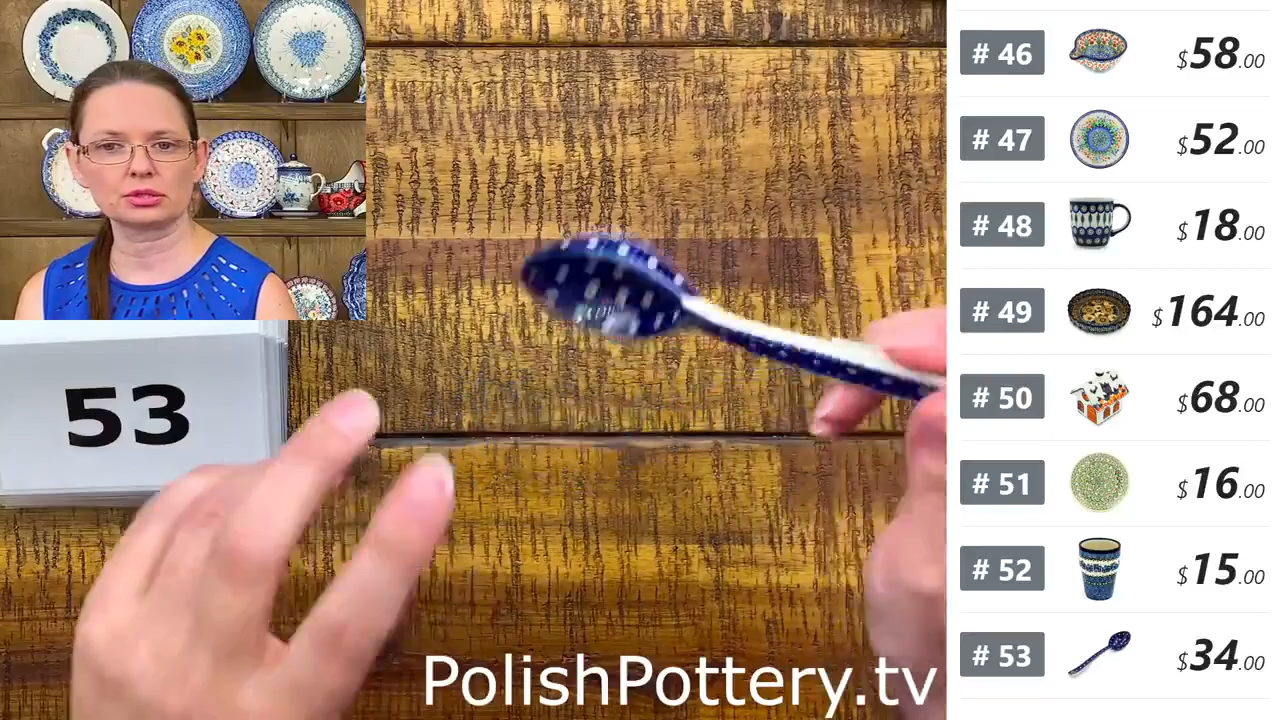 53
PolishPottery.tv
# 46 $58.00
# 47 $52.00
# 48 $18.00
# 49 $164.00
# 50 $68.00
# 51 $16.00
# 52 $15.00
# 53 $34.00